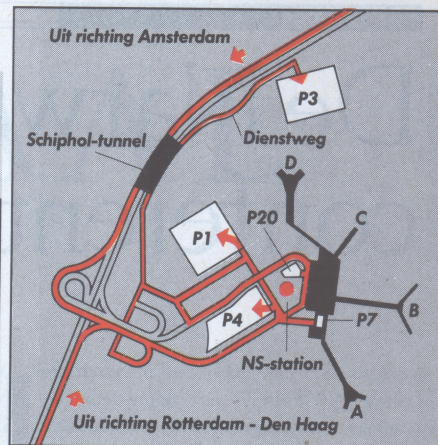 Uit richting Amsterdam
P3
Schiphol-tunnel
Dienstweg
D
P1
P20
C
B
P4
P7
NS-station
A
Uit richting Rotterdam - Den Haag